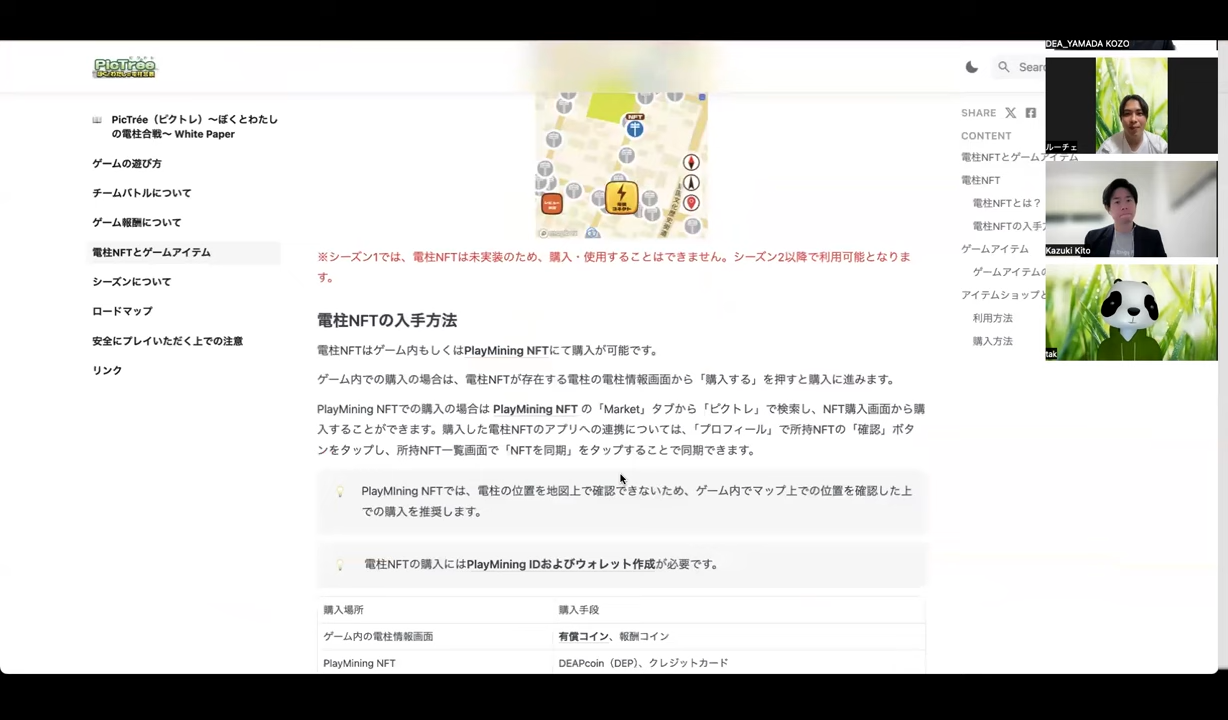 PicTrée
PicTrée（ピクトレ）〜ぼくとわたし
の電柱合戦〜 White Paper
ゲームの遊び方
チームバトルについて
ゲーム報酬について
電柱NFTとゲームアイテム
シーズンについて
ロードマップ
安全にプレイいただく上での注意
リンク
NFT
mapbox
※シーズン1では、電柱NFTは未実装のため、購入・使用することはできません。シーズン2以降で利用可能となりま
す。
電柱NFTの入手方法
電柱NFTはゲーム内もしくはPlayMining NFTにて購入が可能です。
ゲーム内での購入の場合は、電柱NFTが存在する電柱の電柱情報画面から「購入する」を押すと購入に進みます。
PlayMining NFTでの購入の場合は PlayMining NFT の「Market」タブから「ピクトレ」で検索し、NFT購入画面から購
入することができます。購入した電柱NFTのアプリへの連携については、「プロフィール」で所持NFTの「確認」ボタ
ンをタップし、所持NFT一覧画面で「NFTを同期」をタップすることで同期できます。
PlayMIning NFTでは、電柱の位置を地図上で確認できないため、ゲーム内でマップ上での位置を確認した上
での購入を推奨します。
電柱NFTの購入にはPlayMining IDおよびウォレット作成が必要です。
購入場所 購入手段
ゲーム内の電柱情報画面 有償コイン、報酬コイン
PlayMining NFT DEAPcoin（DEP）、クレジットカード
Sear
SHARE
CONTENT
電柱NFTとゲームアイテム
電柱NFT
電柱NFTとは？
電柱NFTの入手方
ゲームアイテム
ゲームアイテムの
アイテムショップと
利用方法
購入方法
DEA_YAMADA KOZO
ルーチェ
Kazuki Kito
tak